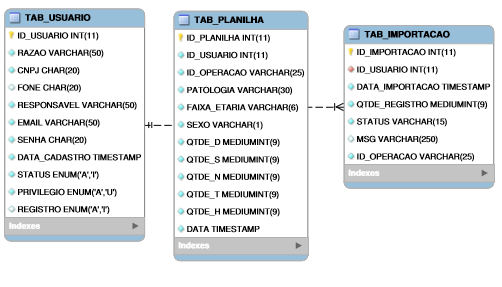 TAB_USUARIO
ID_USUARIO INT(11)
RAZAO VARCHAR(50)
CNPJ CHAR(20)
FONE CHAR(20)
RESPONSAVEL VARCHAR(50)
EMAIL VARCHAR(50)
SENHA CHAR(20)
DATA_CADASTRO TIMESTAMP
STATUS ENUM('A','I')
PRIVILEGIO ENUM('A','U')
REGISTRO ENUM('A','I')
Indexes
TAB_PLANILHA
ID_PLANILHA INT(11)
ID_USUARIO INT(11)
ID_OPERACAO VARCHAR(25)
PATOLOGIA VARCHAR(30)
FAIXA_ETARIA VARCHAR(6)
SEXO VARCHAR(1)
QTDE_D MEDIUMINT(9)
QTDE_S MEDIUMINT(9)
QTDE_N MEDIUMINT(9)
QTDE_T MEDIUMINT(9)
QTDE_H MEDIUMINT(9)
DATA TIMESTAMP
Indexes
TAB_IMPORTACAO
ID_IMPORTACAO INT(11)
ID_USUARIO INT(11)
DATA_IMPORTACAO TIMESTAMP
QTDE_REGISTRO MEDIUMINT(9)
STATUS VARCHAR(15)
MSG VARCHAR(250)
ID_OPERACAO VARCHAR(25)
Indexes